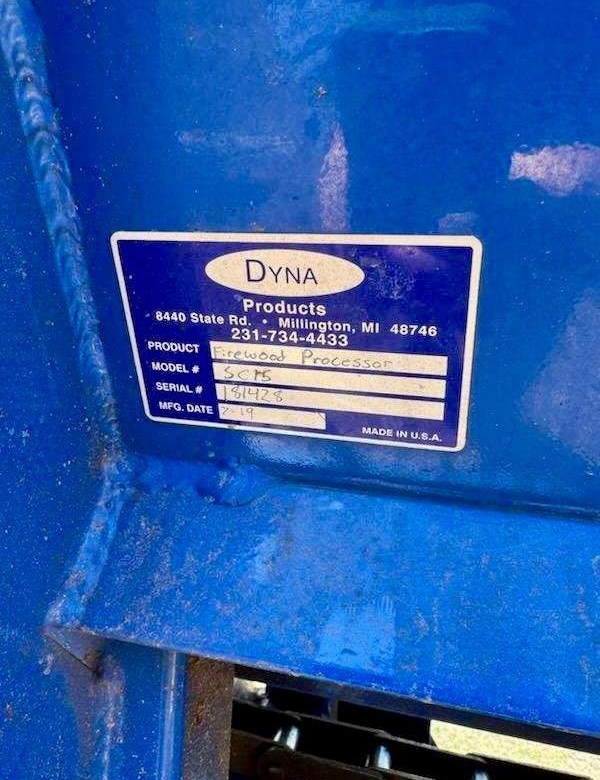 DYNA
Products
8440 State Rd. • Millington, MI 48746
231-734-4433
PRODUCT Firewood Processor
MODEL # SC15
SERIAL # 181428
MFG. DATE 7-19
MADE IN U.S.A.